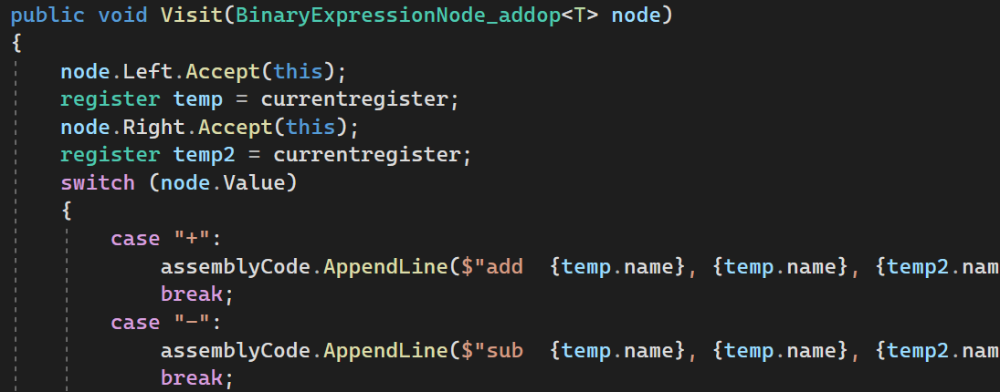 public void Visit(BinaryExpressionNode_addop<T> node)
{
    node.Left.Accept(this);
    register temp = currentregister;
    node.Right.Accept(this);
    register temp2 = currentregister;
    switch (node.Value)
    {
        case "+":
            assemblyCode.AppendLine($"add  {temp.name}, {temp.name}, {temp2.nam
            break;
        case "-":
            assemblyCode.AppendLine($"sub  {temp.name}, {temp.name}, {temp2.nam
            break;